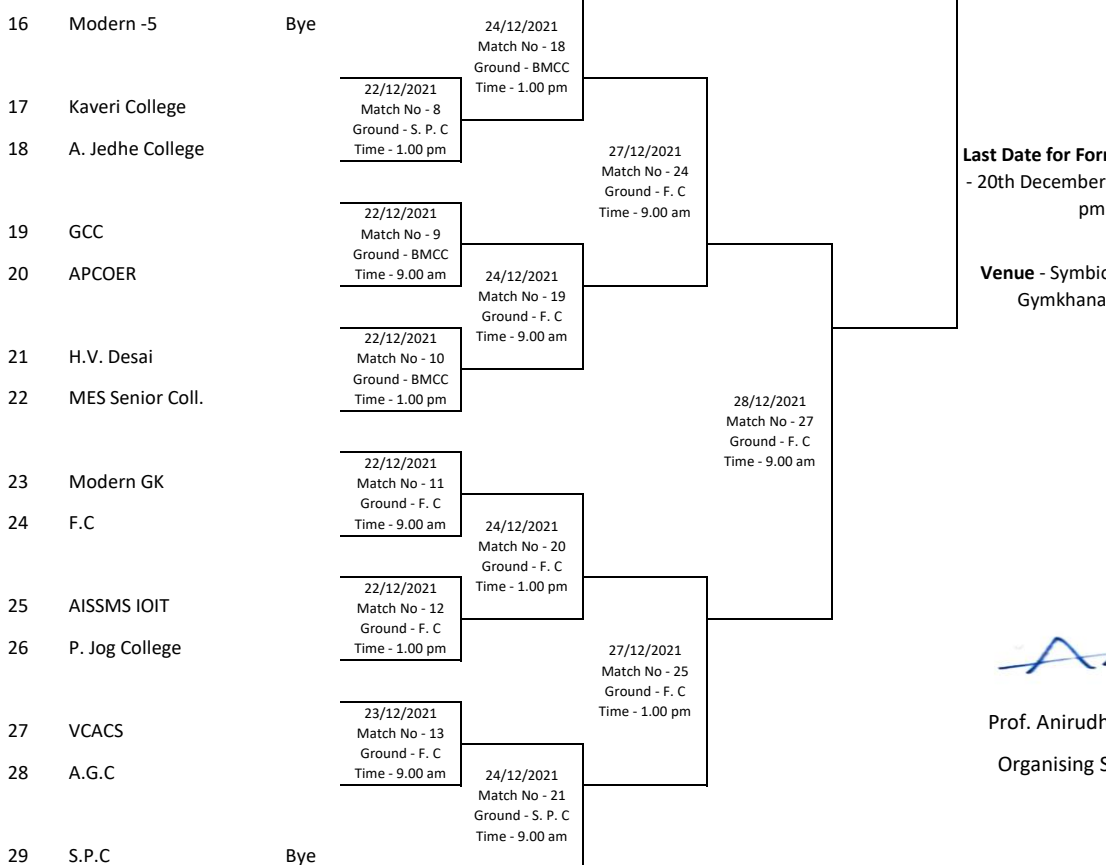 16 Modern -5 Bye
24/12/2021
Match No - 18
Ground - BMCC
Time - 1.00 pm
22/12/2021
Match No - 8
Ground - S. P. C
Time - 1.00 pm
17 Kaveri College
18 A. Jedhe College
27/12/2021
Match No - 24
Ground - F. C
Time - 9.00 am
Last Date for
- 20th December
pm
22/12/2021
Match No - 9
Ground - BMCC
Time - 9.00 am
19 GCC
20 APCOER
24/12/2021
Match No - 19
Ground - F. C
Time - 9.00 am
Venue -
Gymkhana
22/12/2021
Match No - 10
Ground - BMCC
Time - 1.00 pm
21 H.V. Desai
22 MES Senior Coll.
28/12/2021
Match No - 27
Ground - F. C
Time - 9.00 am
22/12/2021
Match No - 11
Ground - F. C
Time - 9.00 am
23 Modern GK
24 F.C
24/12/2021
Match No - 20
Ground - F. C
Time - 1.00 pm
22/12/2021
Match No - 12
Ground - F. C
Time - 1.00 pm
25 AISSMS IOIT
26 P. Jog College
27/12/2021
Match No - 25
Ground - F. C
Time - 1.00 pm
23/12/2021
Match No - 13
Ground - F. C
Time - 9.00 am
27 VCACS
28 A.G.C
Prof.
Organising
24/12/2021
Match No - 21
Ground - S. P. C
Time - 9.00 am
29 S.P.C Bye